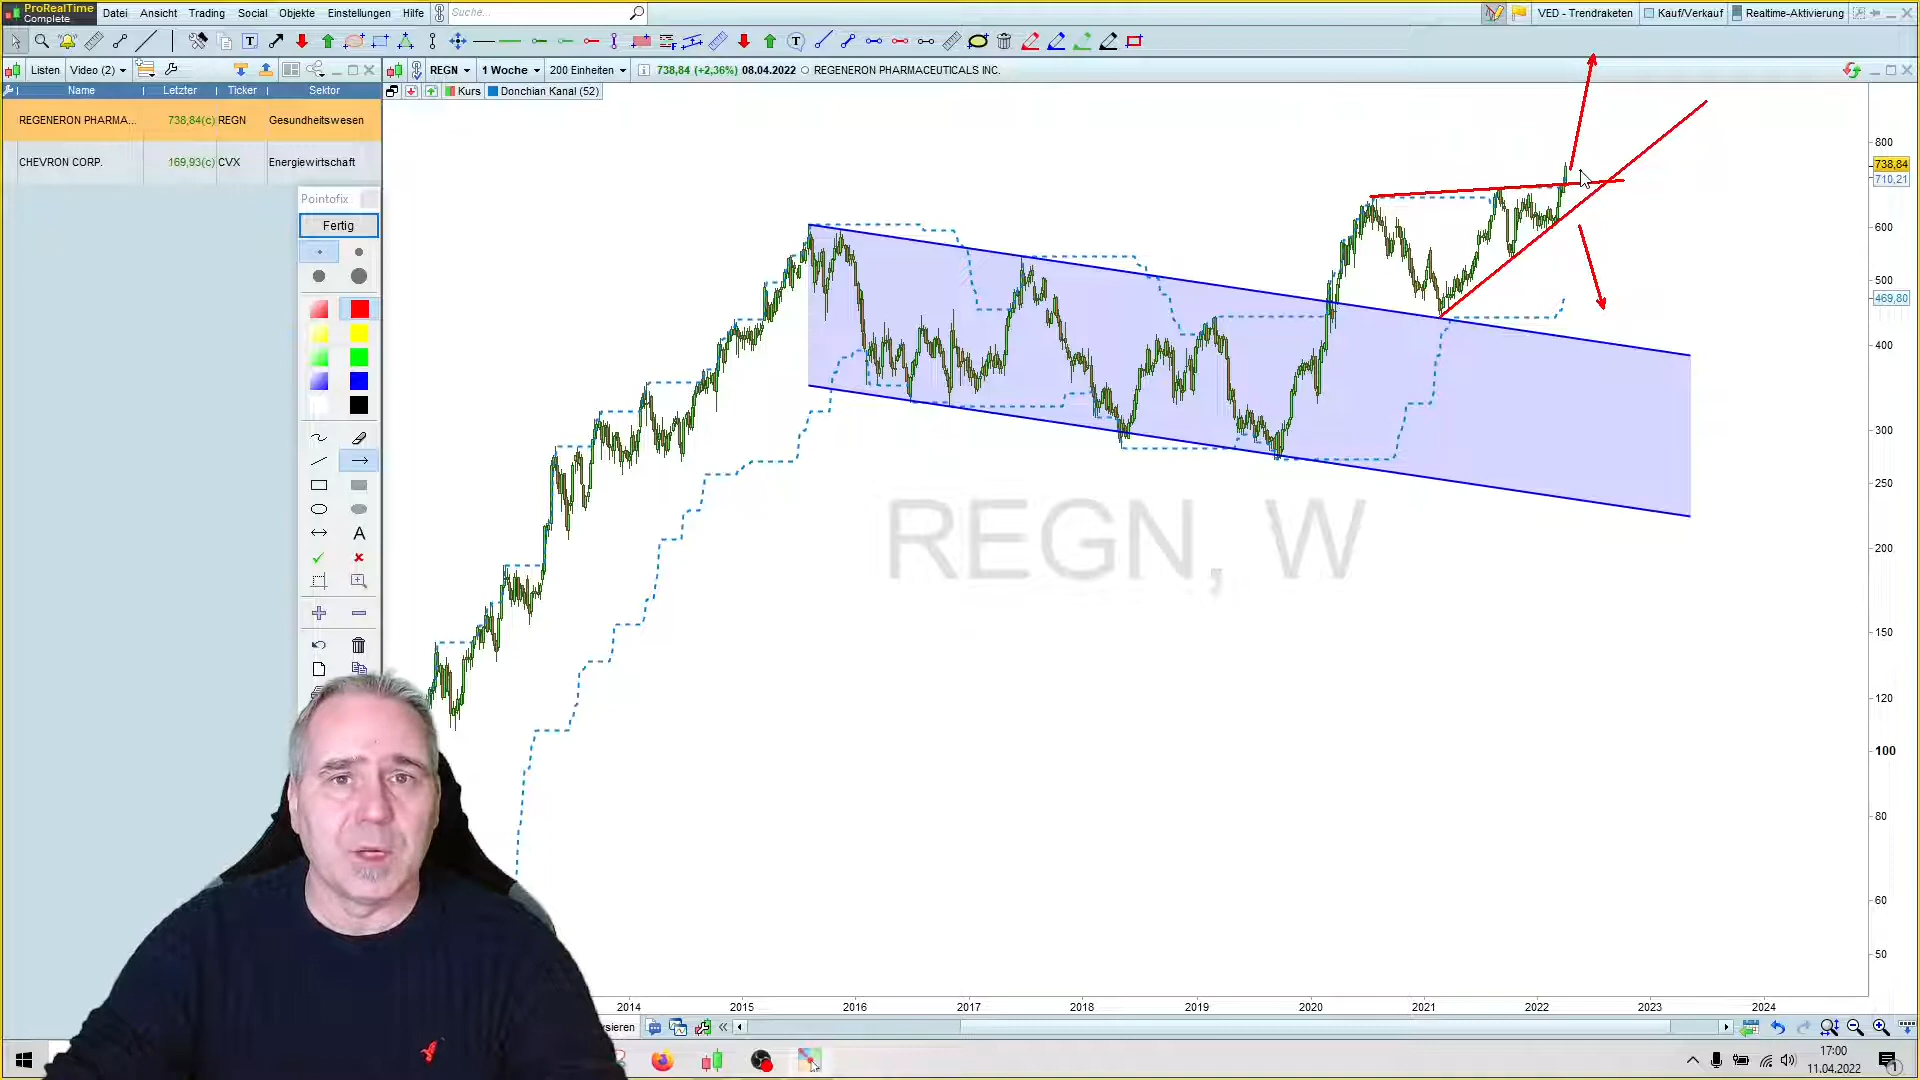 ProRealTime
Complete
Datei Ansicht Trading Social Objekte Einstellungen Hilfe Suche... VED - Trendraketen Kauf/Verkauf Realtime-Aktivierung
Listen Video (2) REGN 1 Woche 200 Einheiten 738,84 (+2,36%) 08.04.2022 REGENERON PHARMACEUTICALS INC.
Name Letzter Ticker Sektor
Kurs Donchian Kanal (52)
REGENERON PHARMA... 738,84(c) REGN Gesundheitswesen
CHEVRON CORP. 169,93(c) CVX Energiewirtschaft
Pointofix
Fertig
A
REGN, W
800
738,84
710,21
600
500
469,80
400
300
250
200
150
120
100
80
60
50
2014 2015 2016 2017 2018 2019 2020 2021 2022 2023 2024
17:00
11.04.2022